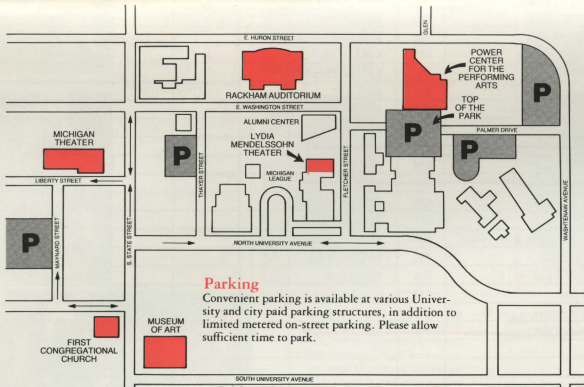 GLEN
E. HURON STREET
POWER
CENTER
FOR THE
PERFORMING
ARTS
RACKHAM AUDITORIUM
E. WASHINGTON STREET
TOP
OF THE
PARK
P
ALUMNI CENTER
PALMER DRIVE
MICHIGAN
THEATER
LYDIA
MENDELSSOHN
THEATER
P
P
THAYER STREET
MICHIGAN
LEAGUE
FLETCHER STREET
LIBERTY STREET
WASHTENAW AVENUE
P
MAYNARD STREET
S. STATE STREET
NORTH UNIVERSITY AVENUE
Parking
Convenient parking is available at various Univer-
sity and city paid parking structures, in addition to
limited metered on-street parking. Please allow
sufficient time to park.
MUSEUM
OF ART
FIRST
CONGREGATIONAL
CHURCH
SOUTH UNIVERSITY AVENUE